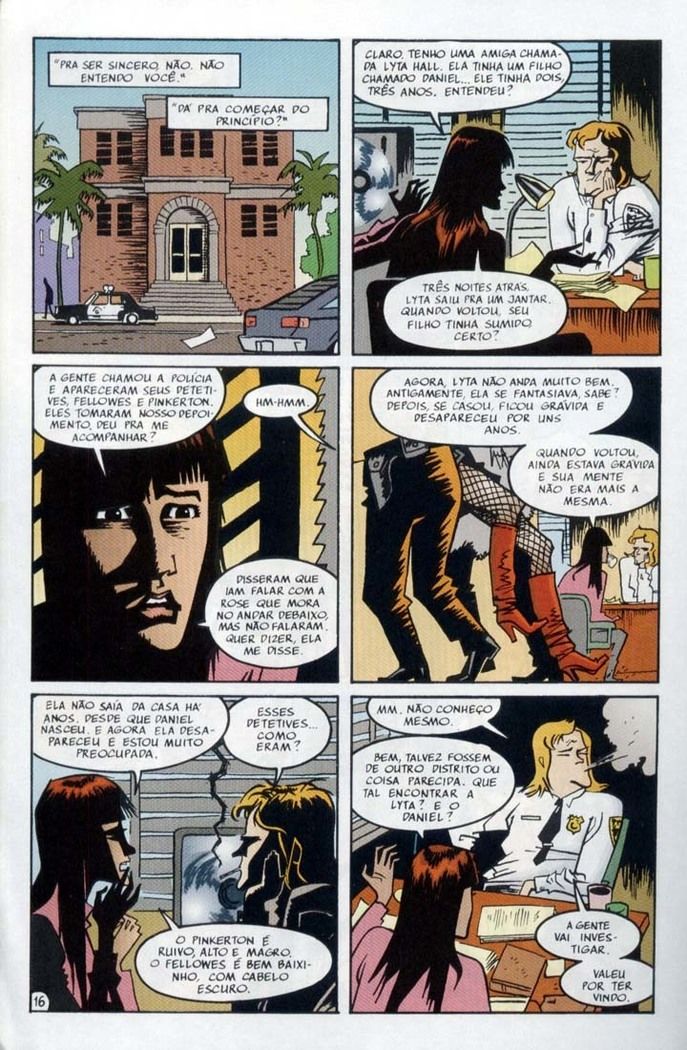 "PRA SER SINCERO, NÃO. NÃO
ENTENDO VOCÊ."
"DÁ PRA COMEÇAR DO
PRINCÍPIO?"
CLARO. TENHO UMA AMIGA CHAMA-
DA LYTA HALL. ELA TINHA UM FILHO
CHAMADO DANIEL... ELE TINHA DOIS,
TRÊS ANOS. ENTENDEU?
TRÊS NOITES ATRÁS,
LYTA SAIU PRA UM JANTAR.
QUANDO VOLTOU, SEU
FILHO TINHA SUMIDO,
CERTO?
A GENTE CHAMOU A POLÍCIA
E APARECERAM SEUS DETETI-
VES, FELLOWES E PINKERTON.
ELES TOMARAM NOSSO DEPOI-
MENTO. DEU PRA ME
ACOMPANHAR?
HM-HMM.
DISSERAM QUE
IAM FALAR COM A
ROSE QUE MORA
NO ANDAR DEBAIXO,
MAS NÃO FALARAM.
QUER DIZER, ELA
ME DISSE.
AGORA, LYTA NÃO ANDA MUITO BEM.
ANTIGAMENTE, ELA SE FANTASIAVA, SABE?
DEPOIS, SE CASOU, FICOU GRÁVIDA E
DESAPARECEU POR UNS
ANOS.
QUANDO VOLTOU,
AINDA ESTAVA GRÁVIDA
E SUA MENTE
NÃO ERA MAIS A
MESMA.
ELA NÃO SAÍA DA CASA HÁ
ANOS. DESDE QUE DANIEL
NASCEU. E AGORA ELA DESA-
PARECEU E ESTOU MUITO
PREOCUPADA.
ESSES
DETETIVES...
COMO
ERAM?
O PINKERTON É
RUIVO, ALTO E MAGRO.
O FELLOWES É BEM BAIXI-
NHO, COM CABELO
ESCURO.
MM. NÃO CONHEÇO
MESMO.
BEM, TALVEZ FOSSEM
DE OUTRO DISTRITO OU
COISA PARECIDA. QUE
TAL ENCONTRAR A
LYTA? E O
DANIEL?
A GENTE
VAI INVES-
TIGAR.
VALEU
POR TER
VINDO.
16